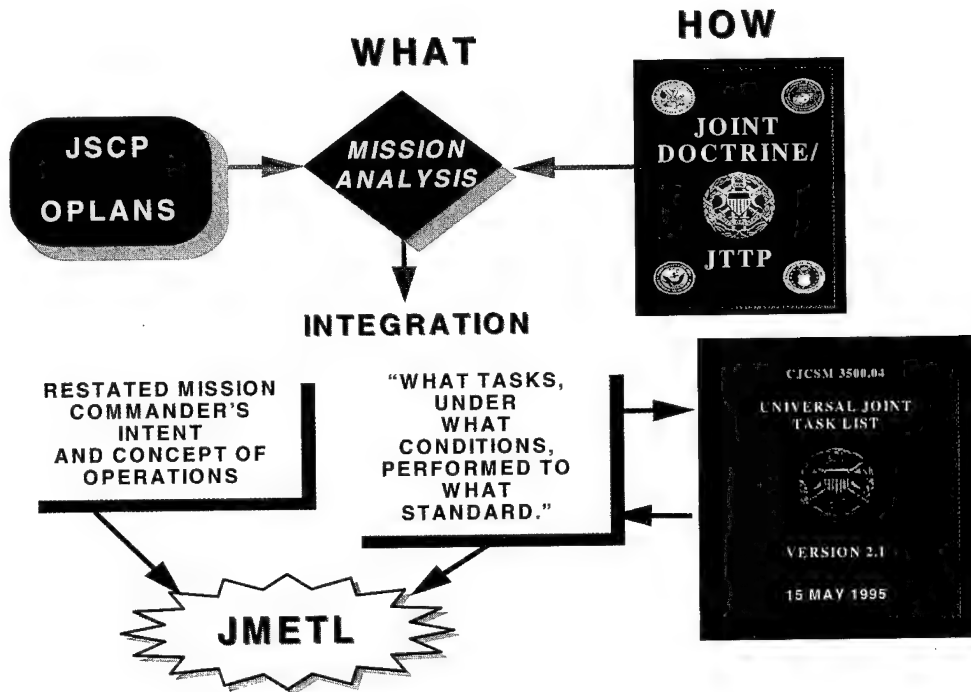 WHAT
HOW
JSCP
OPLANS
MISSION
ANALYSIS
JOINT
DOCTRINE/
JTTP
INTEGRATION
RESTATED MISSION
COMMANDER'S
INTENT
AND CONCEPT OF
OPERATIONS
“WHAT TASKS,
UNDER
WHAT
CONDITIONS,
PERFORMED TO
WHAT
STANDARD.”
CJCSM 3500.04
UNIVERSAL JOINT
TASK LIST
VERSION 2.1
15 MAY 1995
JMETL